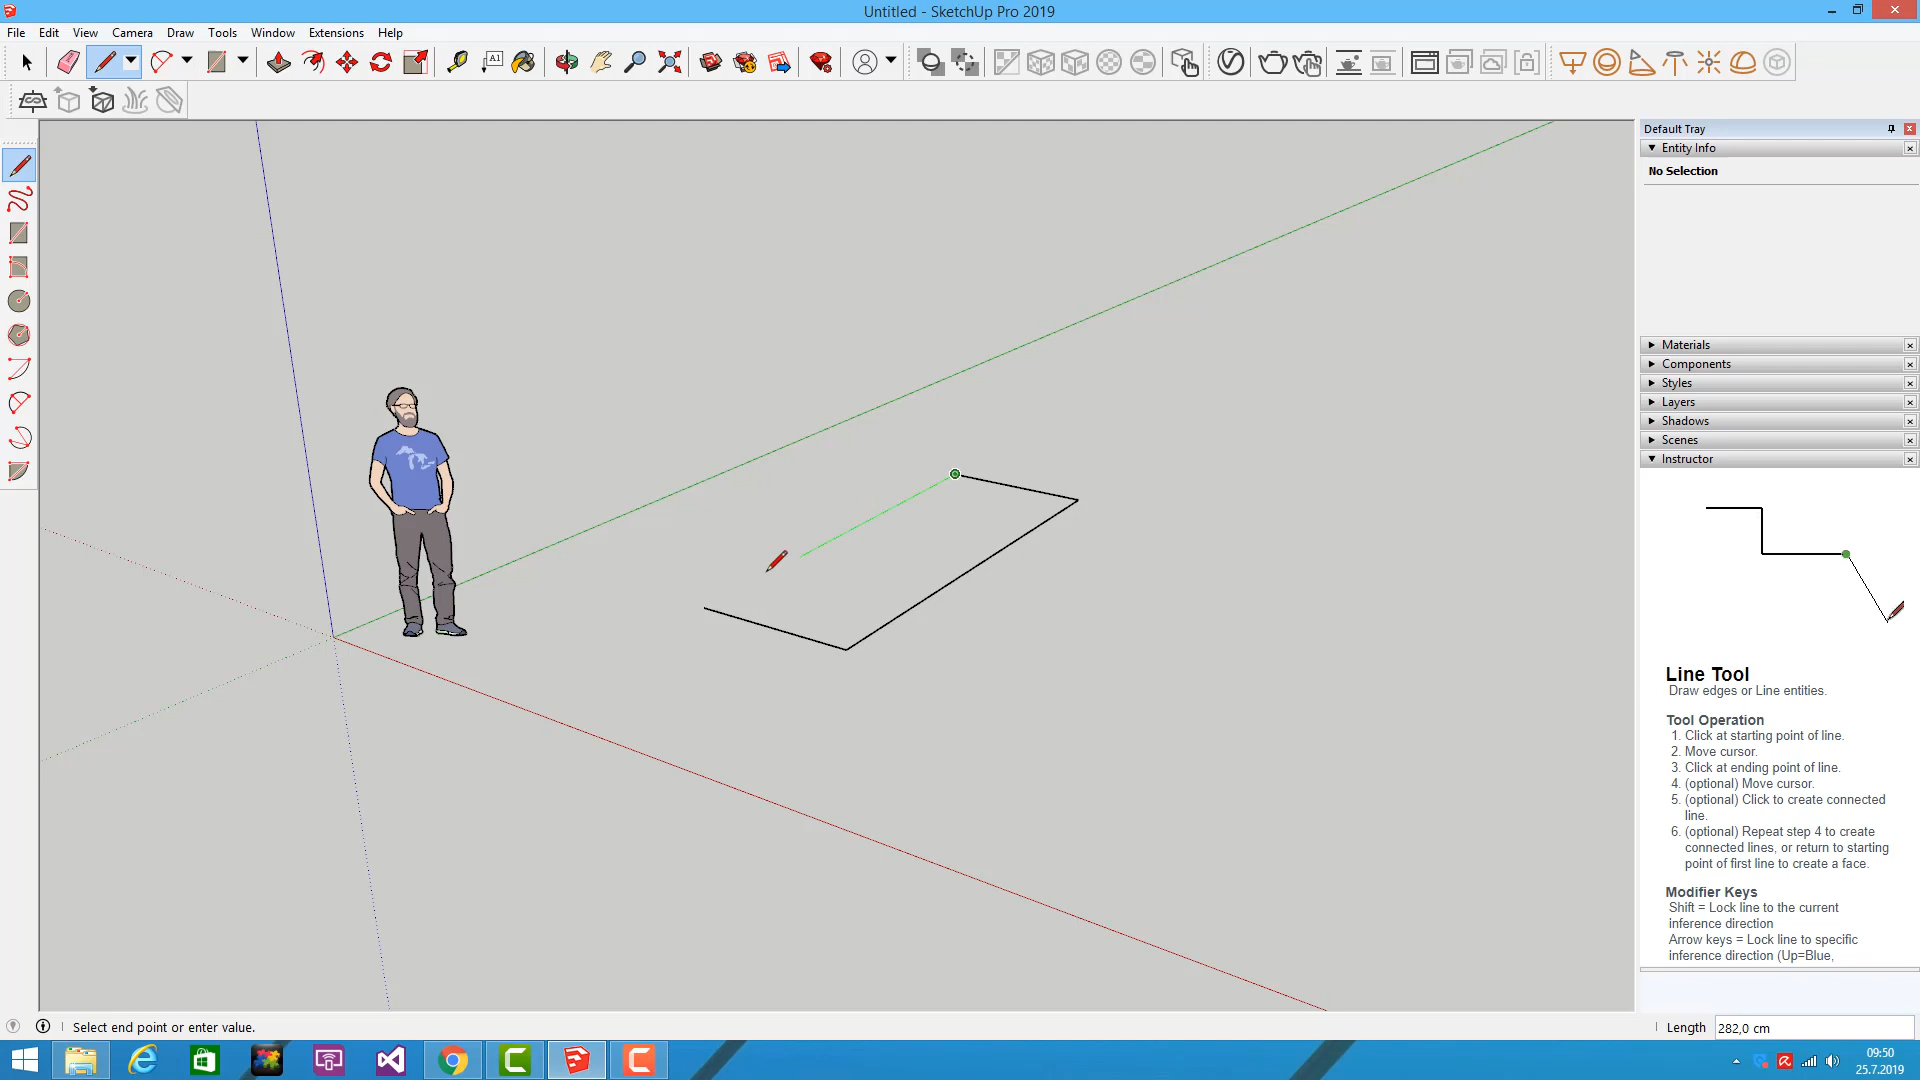 Untitled - SketchUp Pro 2019
File Edit View Camera Draw Tools Window Extensions Help
A1
Default Tray
Entity Info
No Selection
Materials
Components
Styles
Layers
Shadows
Scenes
Instructor
Line Tool
Draw edges or Line entities.
Tool Operation
1. Click at starting point of line.
2. Move cursor.
3. Click at ending point of line.
4. (optional) Move cursor.
5. (optional) Click to create connected
line.
6. (optional) Repeat step 4 to create
connected lines, or return to starting
point of first line to create a face.
Modifier Keys
Shift = Lock line to the current
inference direction
Arrow keys = Lock line to specific
inference direction (Up=Blue,
Select end point or enter value.
Length 282,0 cm
09:50
25.7.2019